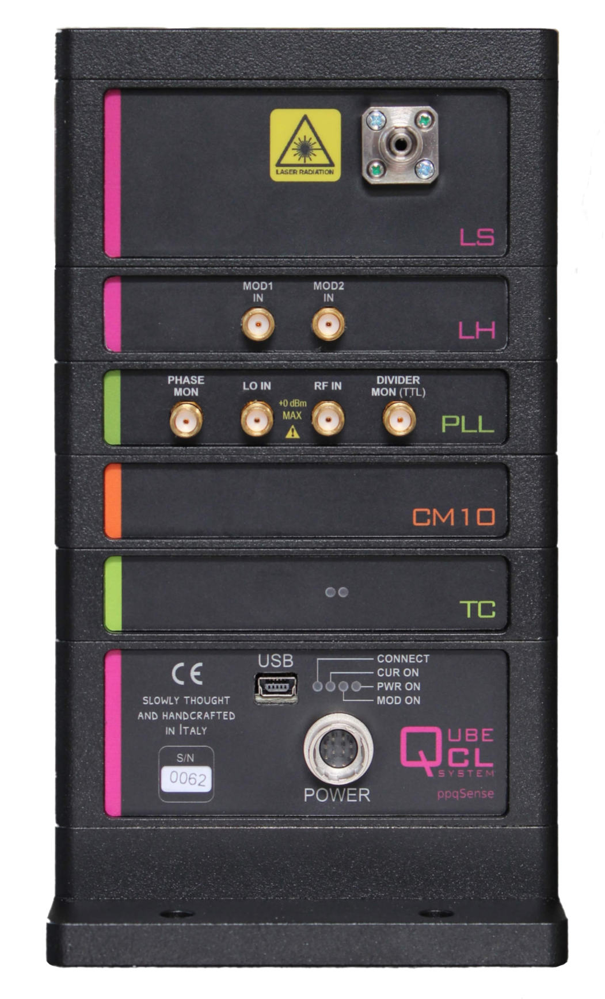 LASER RADIATION
LS
MOD1
IN
MOD2
IN
LH
PHASE
MON
LO IN
+0 dBm
MAX
RF IN
DIVIDER
MON (TTL)
PLL
CM10
TC
CE
SLOWLY THOUGHT
AND HANDCRAFTED
IN ITALY
S/N
0062
USB
CONNECT
CUR ON
PWR ON
MOD ON
POWER
QUBE
CL
SYSTEM
ppqSense